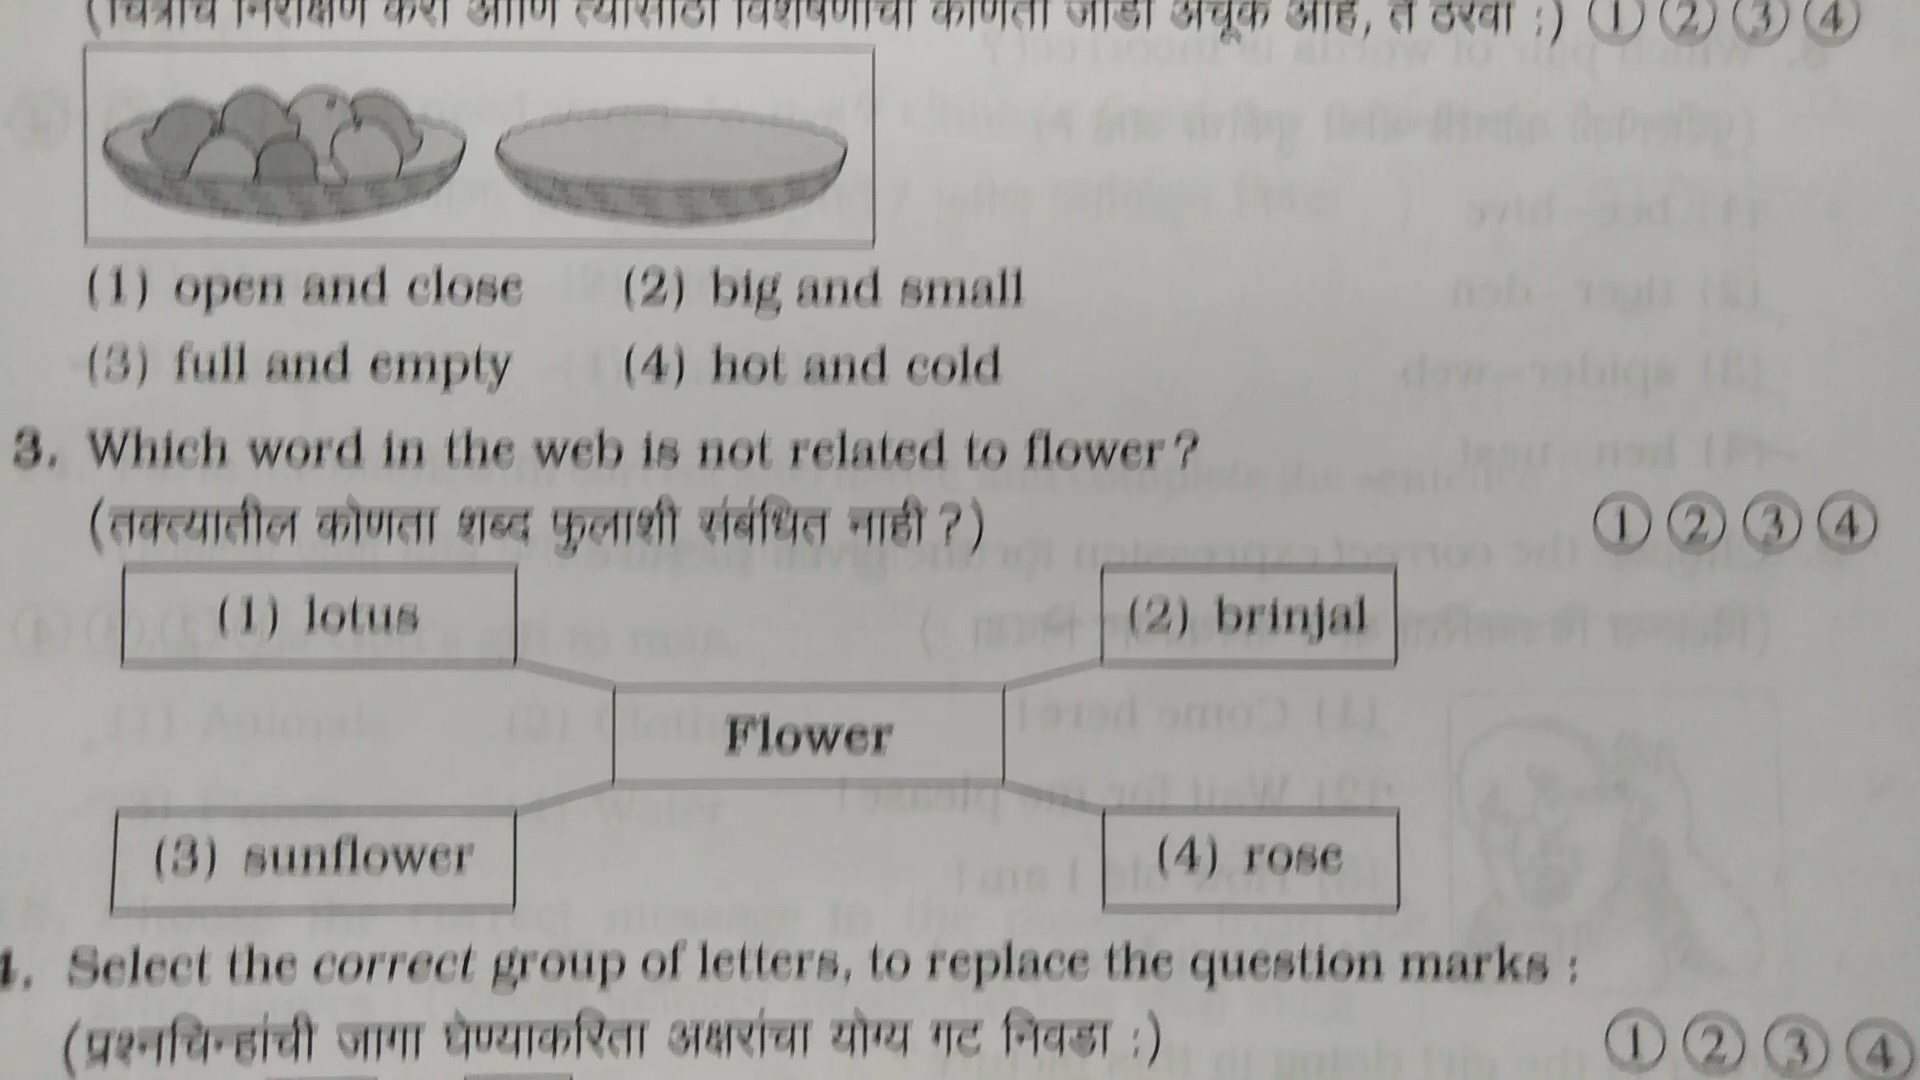 (चित्राचे निरीक्षण करा आणि त्यासाठी विशेषणांची कोणती जोडी अचूक आहे, ते ठरवा :) ① ② ③ ④
(1) open and close (2) big and small
(3) full and empty (4) hot and cold
3. Which word in the web is not related to flower?
(तक्त्यातील कोणता शब्द फुलाशी संबंधित नाही ?) ① ② ③ ④
(1) lotus (2) brinjal
Flower
(3) sunflower (4) rose
4. Select the correct group of letters, to replace the question marks :
(प्रश्नचिन्हांची जागा घेण्याकरिता अक्षरांचा योग्य गट निवडा :) ① ② ③ ④